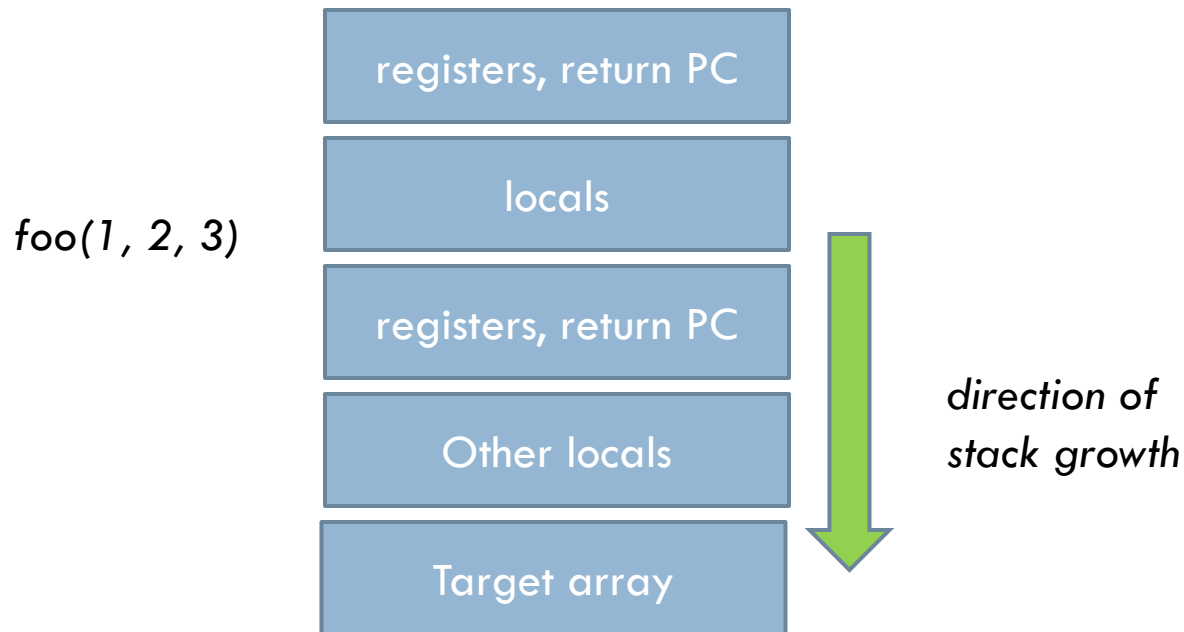 registers, return PC
locals
foo(1, 2, 3)
registers, return PC
direction of
stack growth
Other locals
Target array